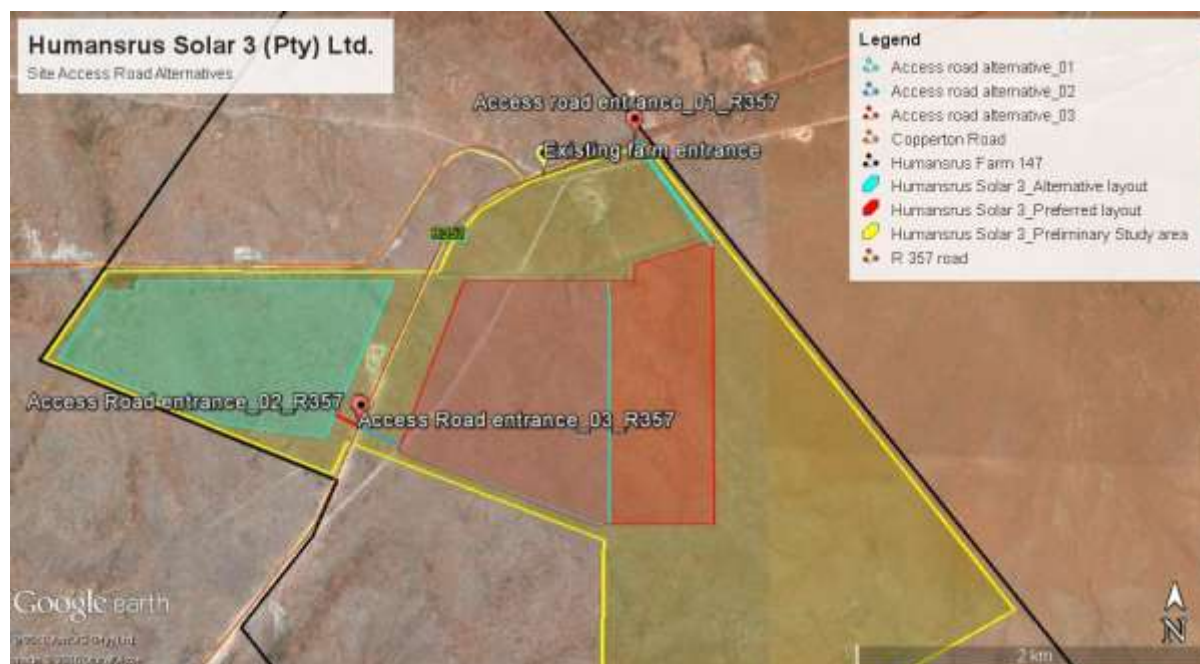 Humansrus Solar 3 (Pty) Ltd.
Site Access Road Alternatives
Legend
Access road alternative_01
Access road alternative_02
Access road alternative_03
Copperton Road
Humansrus Farm 147
Humansrus Solar 3_Alternative layout
Humansrus Solar 3_Preferred layout
Humansrus Solar 3_Preliminary Study area
R 357 road
Access road entrance_01_R357
Existing farm entrance
R357
Access Road entrance_02_R357
Access Road entrance_03_R357
Google earth
N
2 km